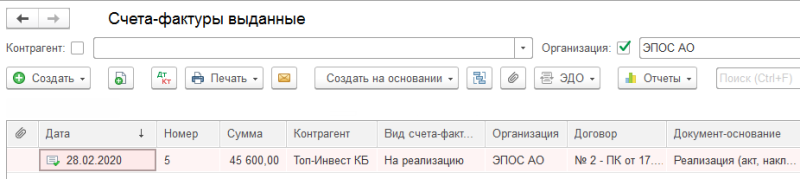 Счета-фактуры выданные
Контрагент: Организация: ЭПОС АО
Создать Дт Кт Печать Создать на основании ЭДО Отчеты Поиск (Ctrl+F)
Дата ↓ Номер Сумма Контрагент Вид счета-факт... Организация Договор Документ-основание
28.02.2020 5 45 600,00 Топ-Инвест КБ На реализацию ЭПОС АО № 2 - ПК от 17.... Реализация (акт, накл...